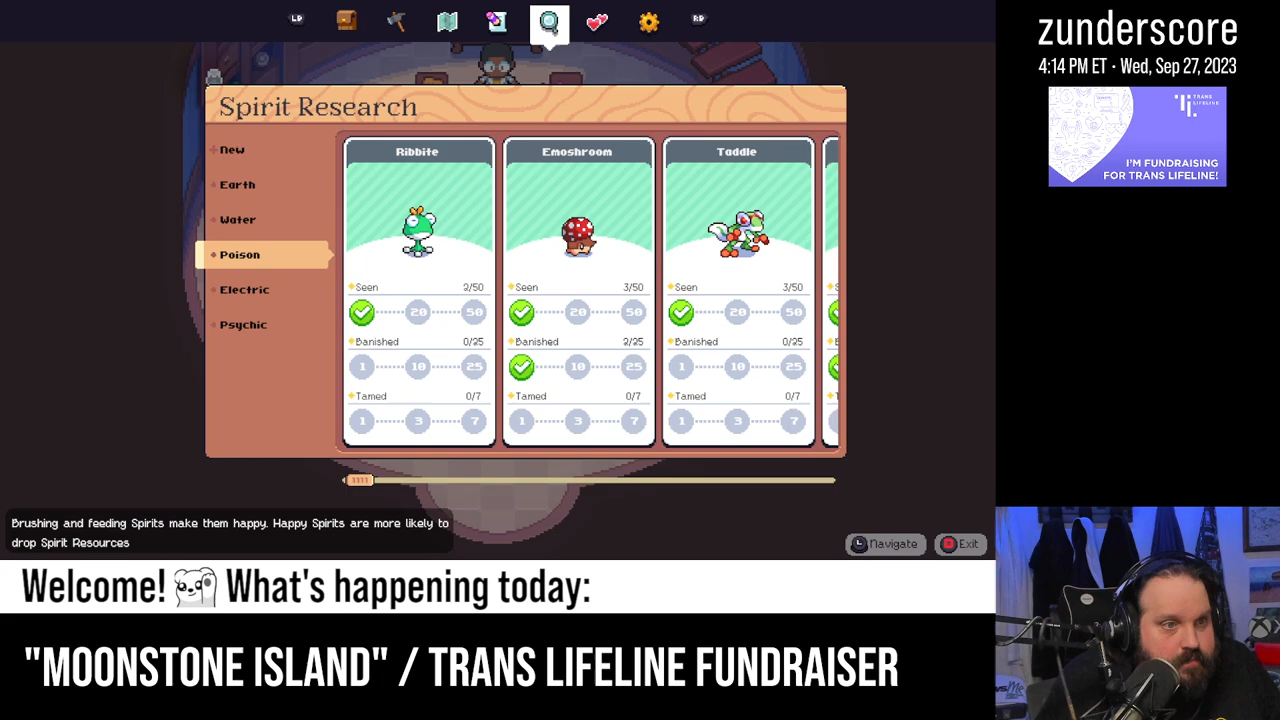 LB
RB
Spirit Research
New
Earth
Water
Poison
Electric
Psychic
Ribbite
Seen 2/50
20 50
Banished 0/25
1 10 25
Tamed 0/7
1 3 7
Emoshroom
Seen 3/50
20 50
Banished 2/25
10 25
Tamed 0/7
1 3 7
Taddle
Seen 3/50
20 50
Banished 0/25
1 10 25
Tamed 0/7
1 3 7
Brushing and feeding Spirits make them happy. Happy Spirits are more likely to
drop Spirit Resources
Navigate
Exit
Welcome! What's happening today:
"MOONSTONE ISLAND" / TRANS LIFELINE FUNDRAISER
zunderscore
4:14 PM ET · Wed, Sep 27, 2023
TRANS
LIFELINE
I'M FUNDRAISING
FOR TRANS LIFELINE!